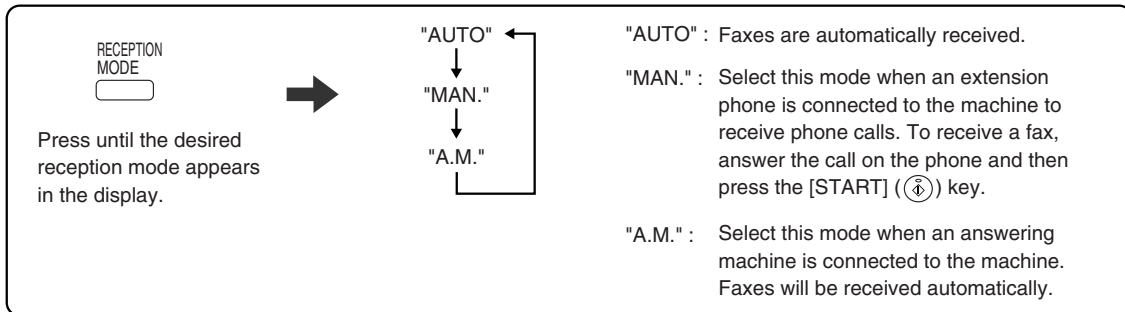 RECEPTION
MODE
Press until the desired
reception mode appears
in the display.
"AUTO"
"MAN."
"A.M."
"AUTO" : Faxes are automatically received.
"MAN." : Select this mode when an extension
phone is connected to the machine to
receive phone calls. To receive a fax,
answer the call on the phone and then
press the [START] ( ) key.
"A.M." : Select this mode when an answering
machine is connected to the machine.
Faxes will be received automatically.